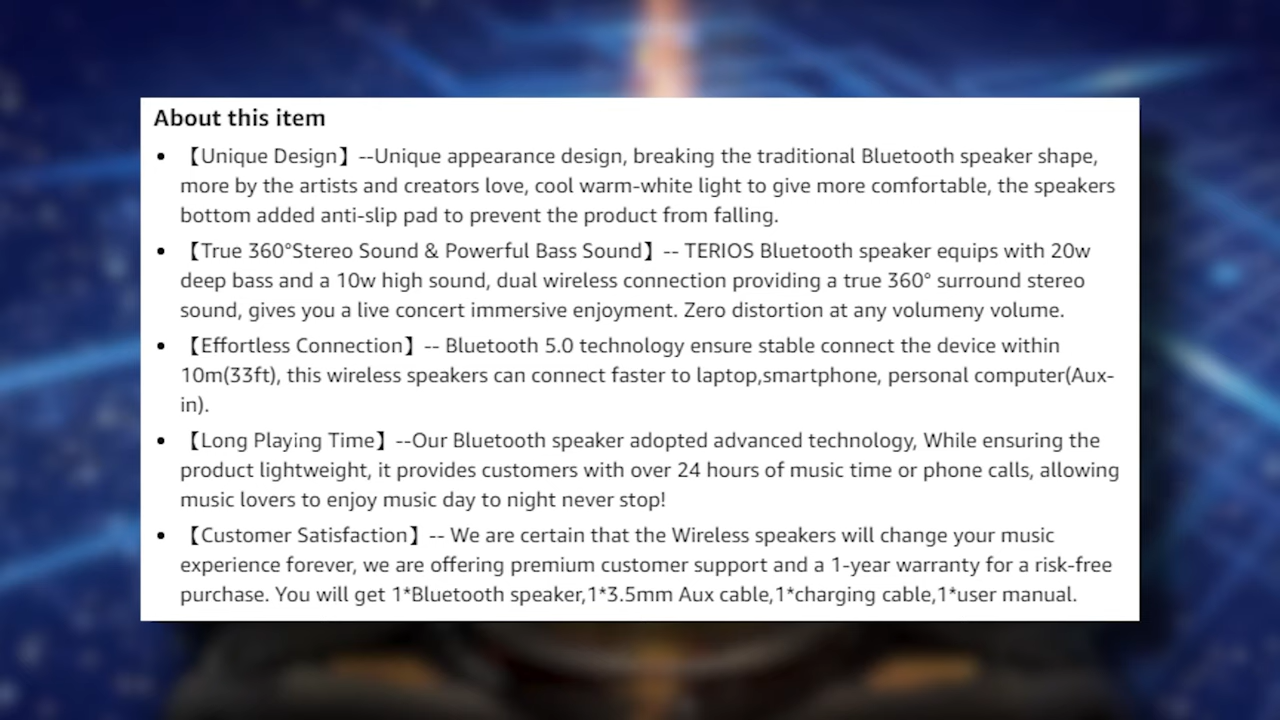 About this item
• 【Unique Design】--Unique appearance design, breaking the traditional Bluetooth speaker shape,
more by the artists and creators love, cool warm-white light to give more comfortable, the speakers
bottom added anti-slip pad to prevent the product from falling.
• 【True 360°Stereo Sound & Powerful Bass Sound】-- TERIOS Bluetooth speaker equips with 20w
deep bass and a 10w high sound, dual wireless connection providing a true 360° surround stereo
sound, gives you a live concert immersive enjoyment. Zero distortion at any volumeny volume.
• 【Effortless Connection】-- Bluetooth 5.0 technology ensure stable connect the device within
10m(33ft), this wireless speakers can connect faster to laptop,smartphone, personal computer(Aux-
in).
• 【Long Playing Time】--Our Bluetooth speaker adopted advanced technology, While ensuring the
product lightweight, it provides customers with over 24 hours of music time or phone calls, allowing
music lovers to enjoy music day to night never stop!
• 【Customer Satisfaction】-- We are certain that the Wireless speakers will change your music
experience forever, we are offering premium customer support and a 1-year warranty for a risk-free
purchase. You will get 1*Bluetooth speaker,1*3.5mm Aux cable,1*charging cable,1*user manual.